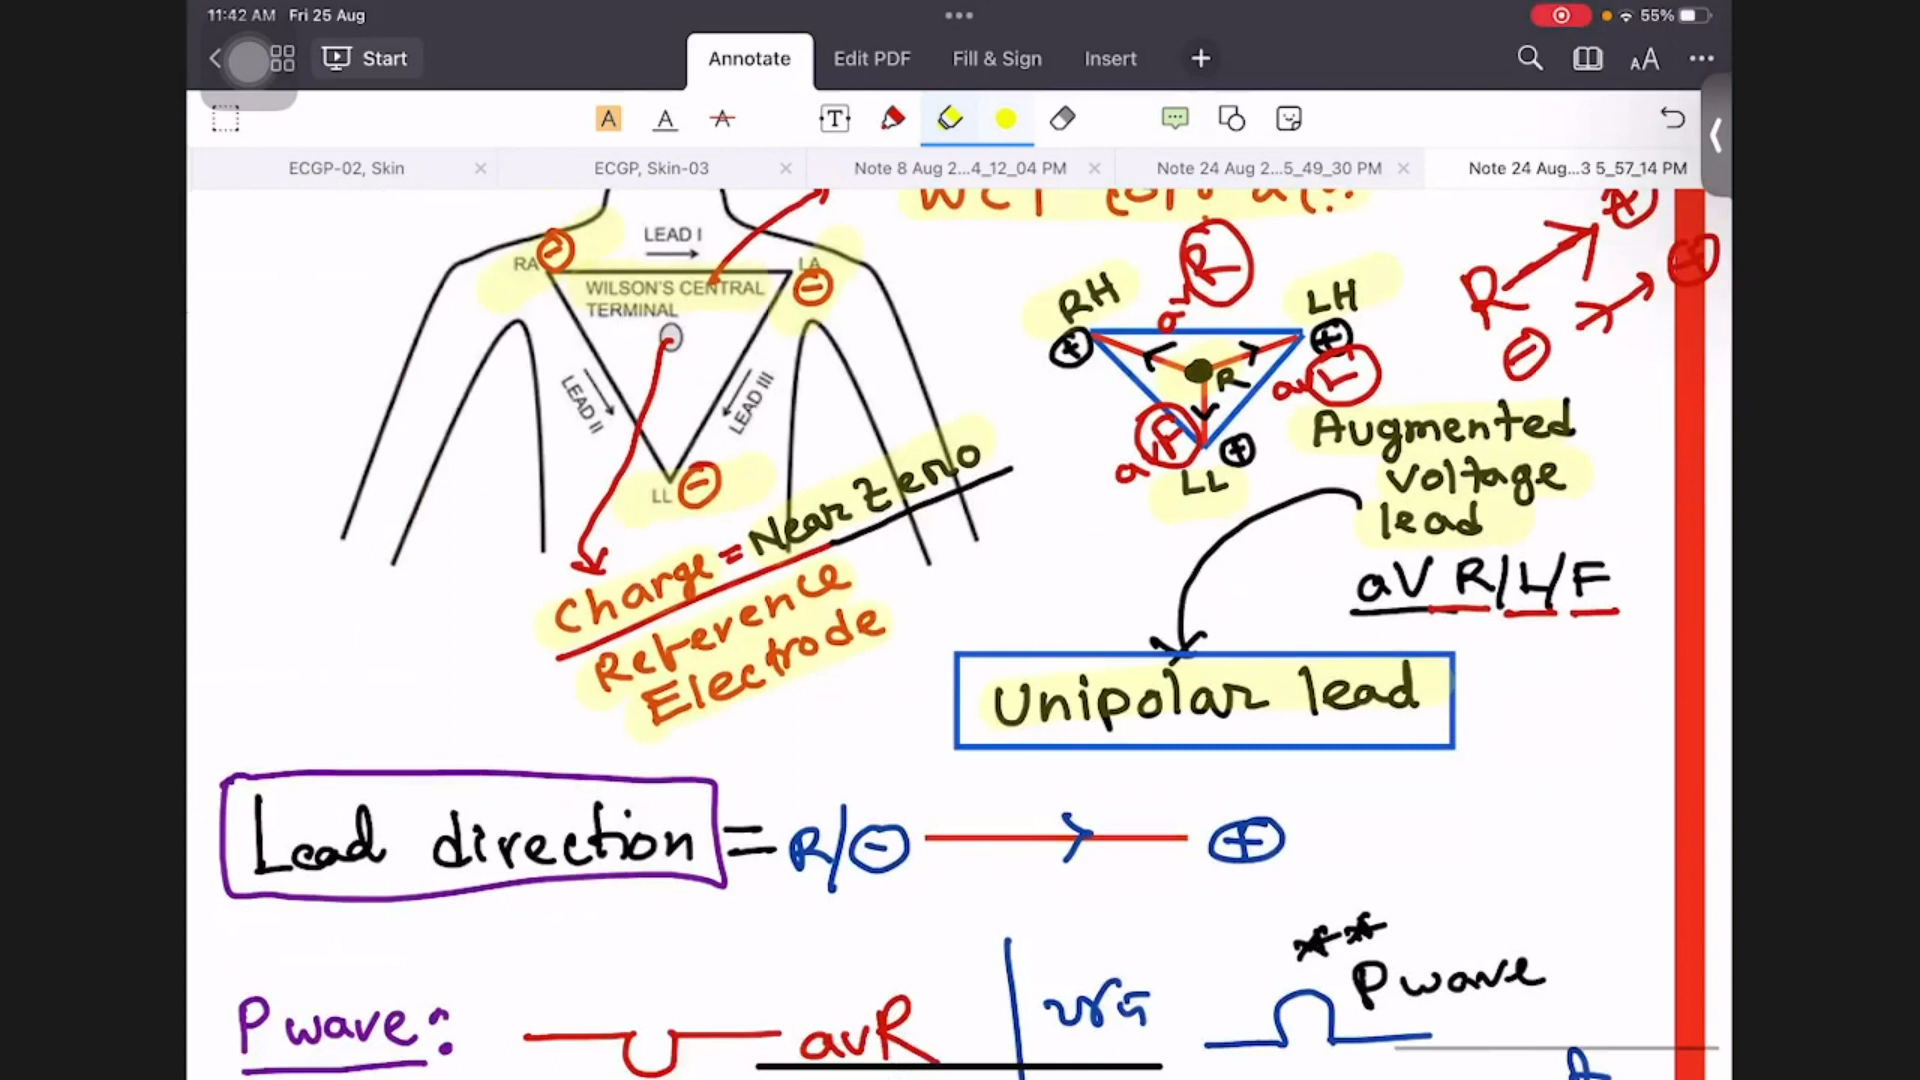 11:42 AM Fri 25 Aug
55%
Start
Annotate
Edit PDF
Fill & Sign
Insert
ECGP-02, Skin
ECGP, Skin-03
Note 8 Aug 2...4_12_04 PM
Note 24 Aug 2...5_49_30 PM
Note 24 Aug...3 5_57_14 PM
LEAD I
RA
LA
WILSON'S CENTRAL
TERMINAL
LEAD II
LEAD III
LL
Charge = Near Zero
Reference
Electrode
RH
avR
LH
R
avL
avF
LL
R
Augmented
voltage
lead
aV R/L/F
Unipolar lead
Lead direction = R/⊖ → ⊕
P wave:
avR
P wave